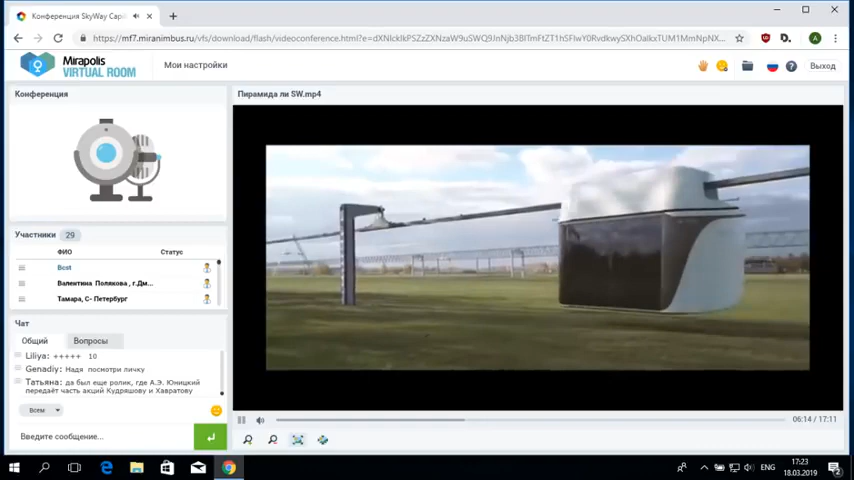 Конференция SkyWay Capi
https://mf7.miranimbus.ru/vfs/download/flash/videoconference.html?e=
Mirapolis
VIRTUAL ROOM
Мои настройки
Выход
Конференция
Пирамида ли SW.mp4
Участники 29
ФИО Статус
Best
Валентина Полякова , г.Дм...
Тамара, С- Петербург
Чат
Общий Вопросы
Liliya: +++++ 10
Genadiy: Надя посмотри личку
Татьяна: да был еще ролик, где А.Э. Юницкий
передаёт часть акций Кудряшову и Хавратову
Всем
Введите сообщение...
06:14 / 17:11
ENG
17:23
18.03.2019
2